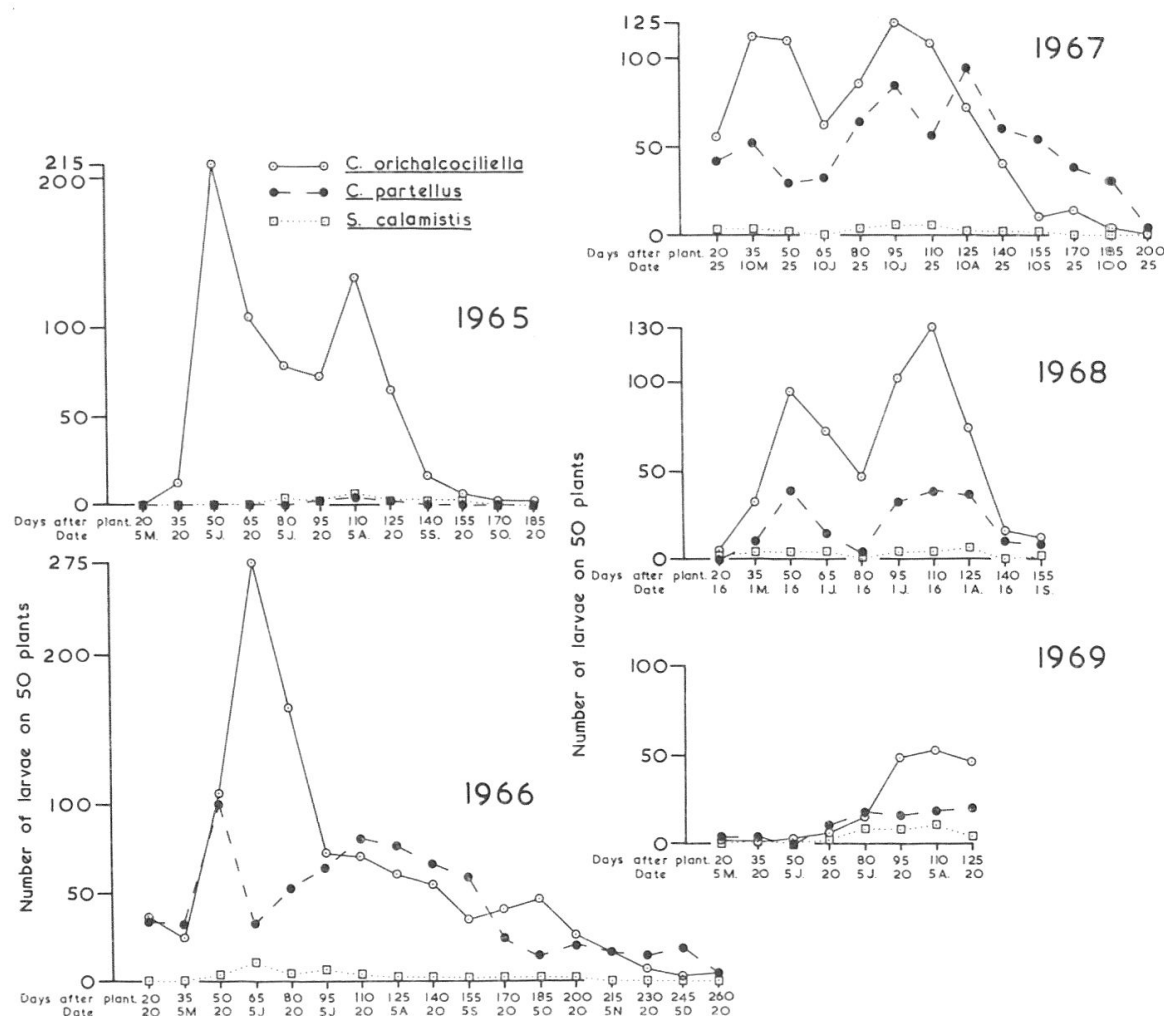 215
200
100
50
0
C. orichalcociliella
C. partellus
S. calamistis
1965
Days after plant. 20 35 50 65 80 95 110 125 140 155 170 185
Date 5M. 20 5J. 20 5J. 20 5A. 20 5S. 20 5O. 20
275
200
100
50
0
Number of larvae on 50 plants
1966
Days after plant. 20 35 50 65 80 95 110 125 140 155 170 185 200 215 230 245 260
Date 20 5M 20 5J 20 5J 20 5A 20 5S 20 5O 20 5N 20 5D 20
125
100
50
0
1967
Days after plant. 20 35 50 65 80 95 110 125 140 155 170 185 200
Date 25 10M 25 10J 25 10J 25 10A 25 10S 25 10O 25
130
100
50
0
1968
Days after plant. 20 35 50 65 80 95 110 125 140 155
Date 16 1M. 16 1J. 16 1J. 16 1A. 16 1S.
Number of larvae on 50 plants
100
50
0
1969
Days after plant. 20 35 50 65 80 95 110 125
Date 5M. 20 5J. 20 5J. 20 5A. 20